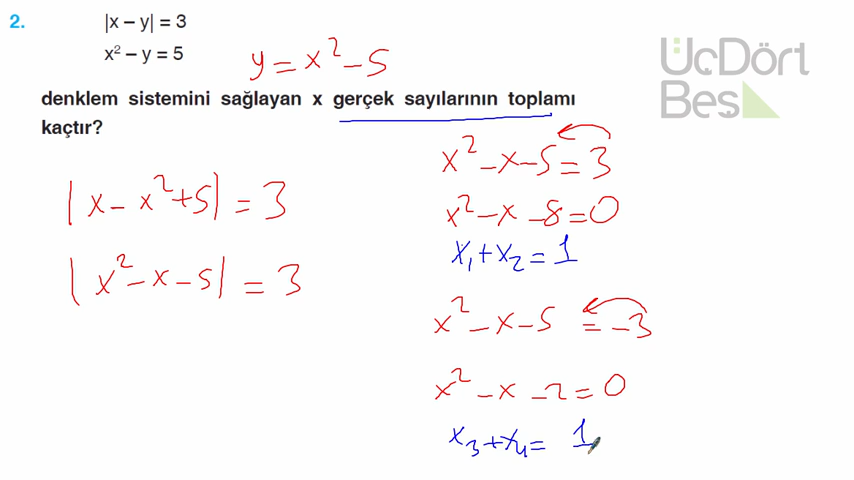 2.
|x – y| = 3
x² – y = 5
y = x² – 5
ÜçDört
Beş
denklem sistemini sağlayan x gerçek sayılarının toplamı
kaçtır?
|x – x² + 5| = 3
|x² – x – 5| = 3
x² – x – 5 = 3
x² – x – 8 = 0
x₁ + x₂ = 1
x² – x – 5 = –3
x² – x – 2 = 0
x₃ + x₄ = 1